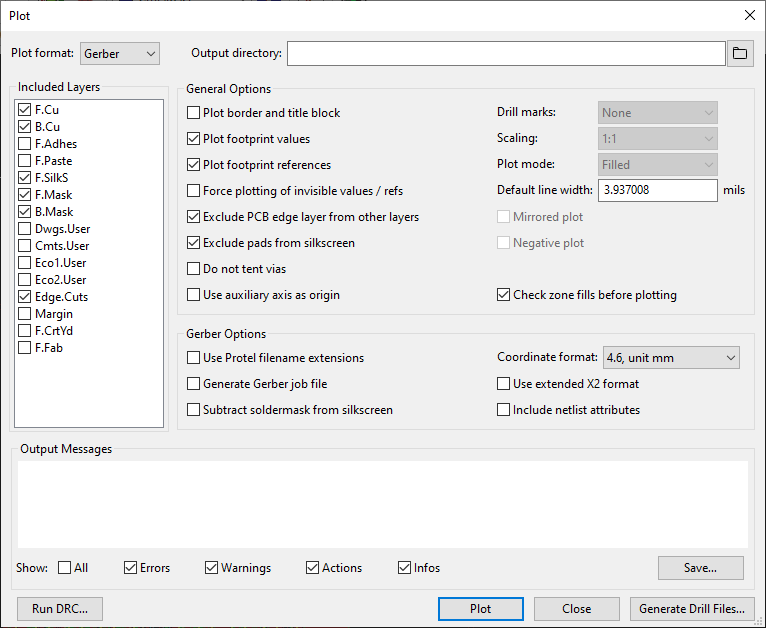 Plot
Plot format: Gerber Output directory:
Included Layers
F.Cu
B.Cu
F.Adhes
F.Paste
F.SilkS
F.Mask
B.Mask
Dwgs.User
Cmts.User
Eco1.User
Eco2.User
Edge.Cuts
Margin
F.CrtYd
F.Fab
General Options
Plot border and title block
Plot footprint values
Plot footprint references
Force plotting of invisible values / refs
Exclude PCB edge layer from other layers
Exclude pads from silkscreen
Do not tent vias
Use auxiliary axis as origin
Drill marks: None
Scaling: 1:1
Plot mode: Filled
Default line width: 3.937008 mils
Mirrored plot
Negative plot
Check zone fills before plotting
Gerber Options
Use Protel filename extensions
Generate Gerber job file
Subtract soldermask from silkscreen
Coordinate format: 4.6, unit mm
Use extended X2 format
Include netlist attributes
Output Messages
Show: All Errors Warnings Actions Infos Save...
Run DRC... Plot Close Generate Drill Files...